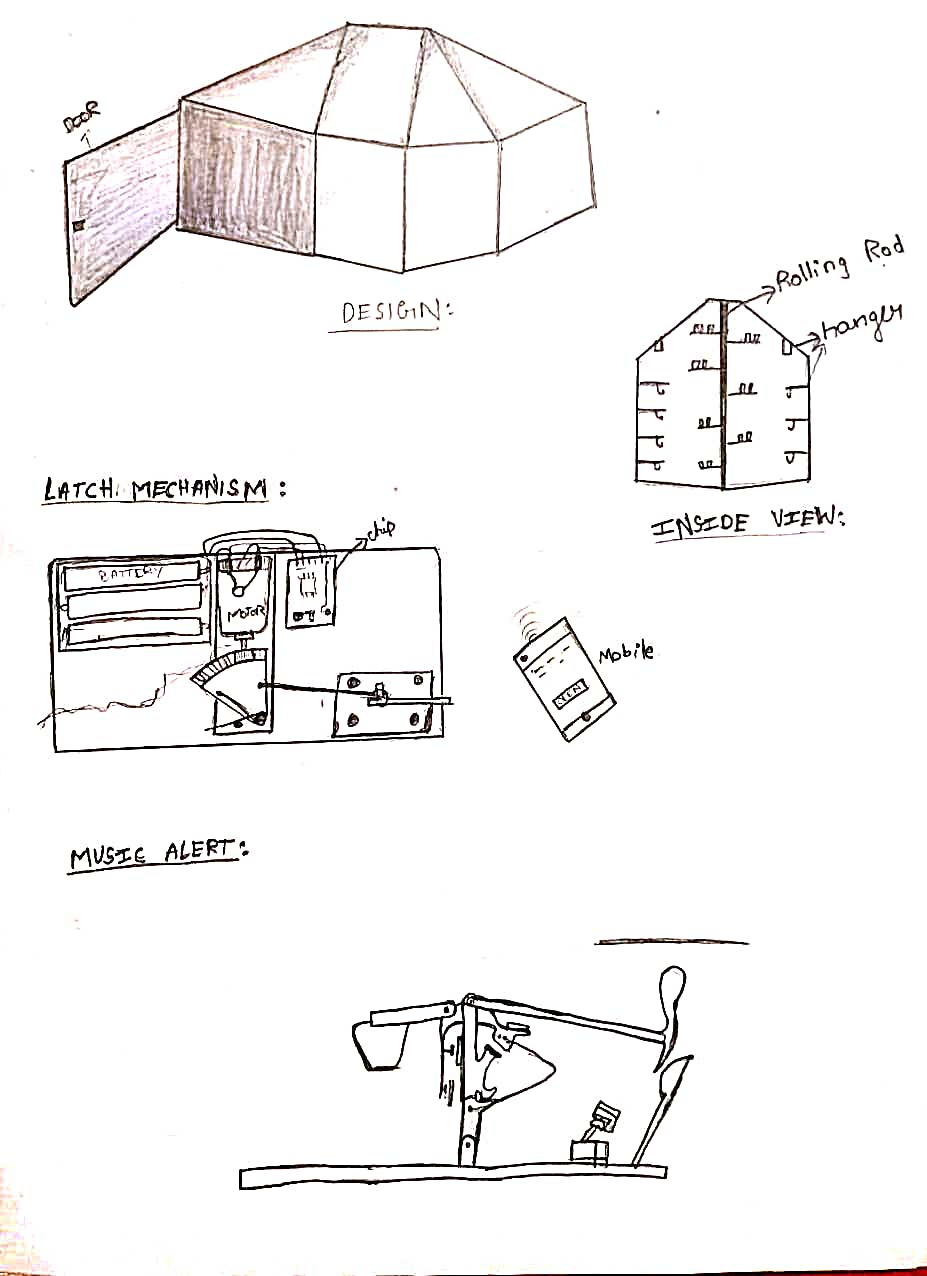 DOOR
DESIGN:
Rolling Rod
hanger
INSIDE VIEW:
LATCH MECHANISM:
chip
BATTERY
MOTOR
Mobile
OPEN
MUSIC ALERT: